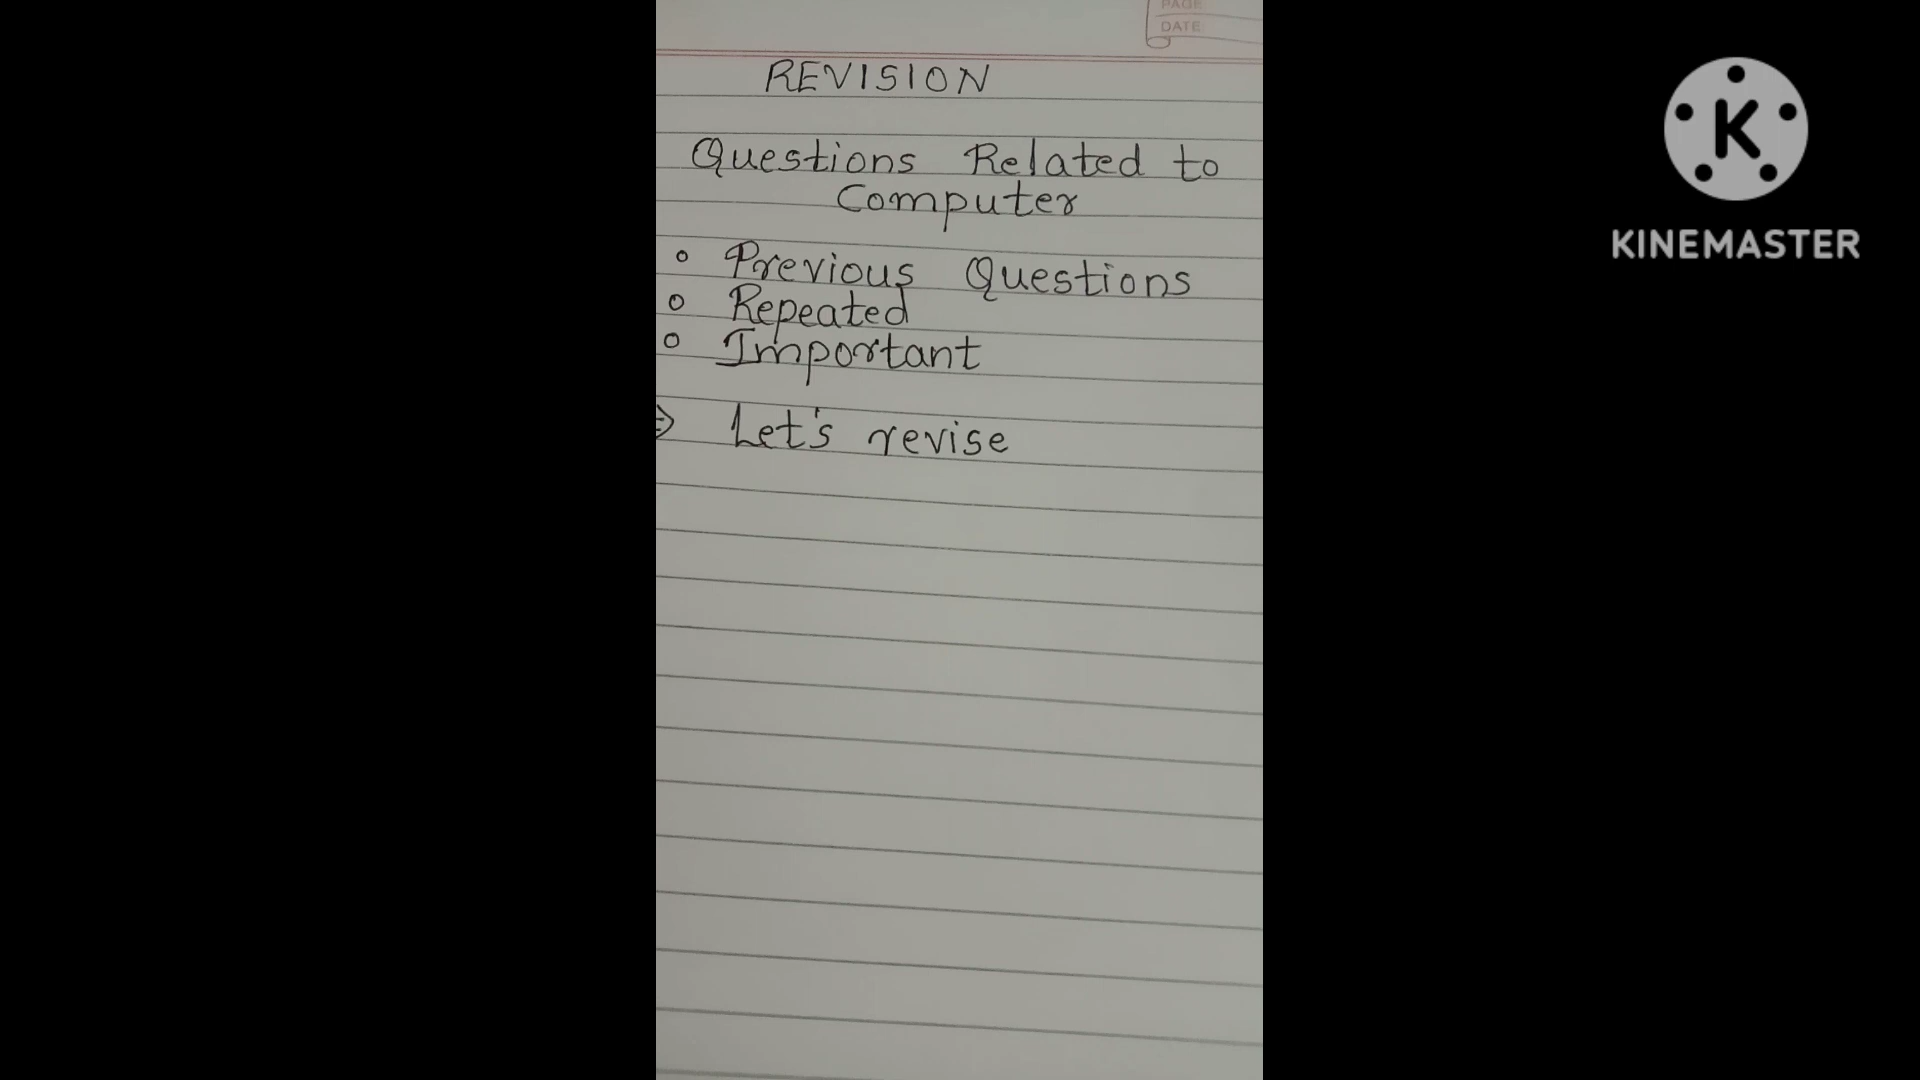 PAGE
DATE
REVISION
Questions Related to
Computer
Previous Questions
Repeated
Important
⇒ Let's revise
K
KINEMASTER